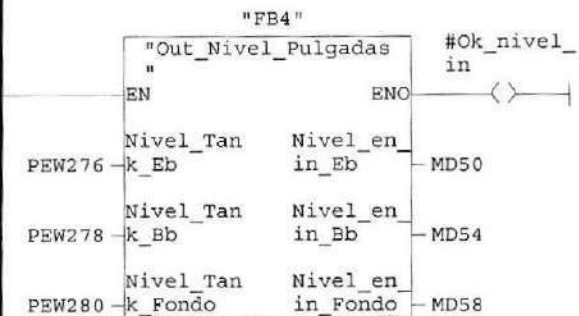 "FB4"
"Out_Nivel_Pulgadas
"
#Ok_nivel_
in
EN
ENO
Nivel_Tan
k_Eb
Nivel_en_
in_Eb
PEW276
MD50
Nivel_Tan
k_Bb
Nivel_en_
in_Bb
PEW278
MD54
Nivel_Tan
k_Fondo
Nivel_en_
in_Fondo
PEW280
MD58